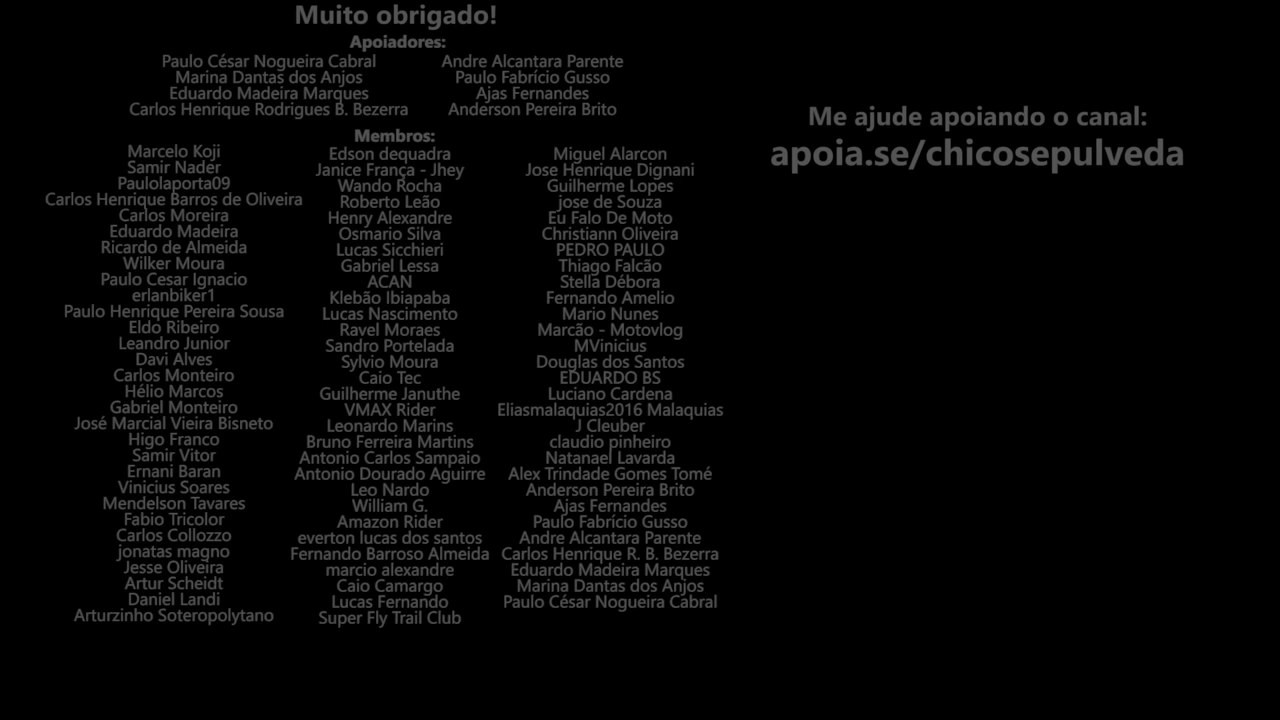 Muito obrigado!
Apoiadores:
Paulo César Nogueira Cabral
Marina Dantas dos Anjos
Eduardo Madeira Marques
Carlos Henrique Rodrigues B. Bezerra
Andre Alcantara Parente
Paulo Fabrício Gusso
Ajas Fernandes
Anderson Pereira Brito
Membros:
Marcelo Koji
Samir Nader
Paulolaporta09
Carlos Henrique Barros de Oliveira
Carlos Moreira
Eduardo Madeira
Ricardo de Almeida
Wilker Moura
Paulo Cesar Ignacio
erlanbiker1
Paulo Henrique Pereira Sousa
Eldo Ribeiro
Leandro Junior
Davi Alves
Carlos Monteiro
Hélio Marcos
Gabriel Monteiro
José Marcial Vieira Bisneto
Higo Franco
Samir Vitor
Ernani Baran
Vinicius Soares
Mendelson Tavares
Fabio Tricolor
Carlos Collozzo
jonatas magno
Jesse Oliveira
Artur Scheidt
Daniel Landi
Arturzinho Soteropolytano
Edson dequadra
Janice França - Jhey
Wando Rocha
Roberto Leão
Henry Alexandre
Osmario Silva
Lucas Sicchieri
Gabriel Lessa
ACAN
Klebão Ibiapaba
Lucas Nascimento
Ravel Moraes
Sandro Portelada
Sylvio Moura
Caio Tec
Guilherme Januthe
VMAX Rider
Leonardo Marins
Bruno Ferreira Martins
Antonio Carlos Sampaio
Antonio Dourado Aguirre
Leo Nardo
William G.
Amazon Rider
everton lucas dos santos
Fernando Barroso Almeida
marcio alexandre
Caio Camargo
Lucas Fernando
Super Fly Trail Club
Miguel Alarcon
Jose Henrique Dignani
Guilherme Lopes
jose de Souza
Eu Falo De Moto
Christiann Oliveira
PEDRO PAULO
Thiago Falcão
Stella Débora
Fernando Amelio
Mario Nunes
Marcão - Motovlog
MVinicius
Douglas dos Santos
EDUARDO BS
Luciano Cardena
Eliasmalaquias2016 Malaquias
J Cleuber
claudio pinheiro
Natanael Lavarda
Alex Trindade Gomes Tomé
Anderson Pereira Brito
Ajas Fernandes
Paulo Fabrício Gusso
Andre Alcantara Parente
Carlos Henrique R. B. Bezerra
Eduardo Madeira Marques
Marina Dantas dos Anjos
Paulo César Nogueira Cabral
Me ajude apoiando o canal:
apoia.se/chicosepulveda